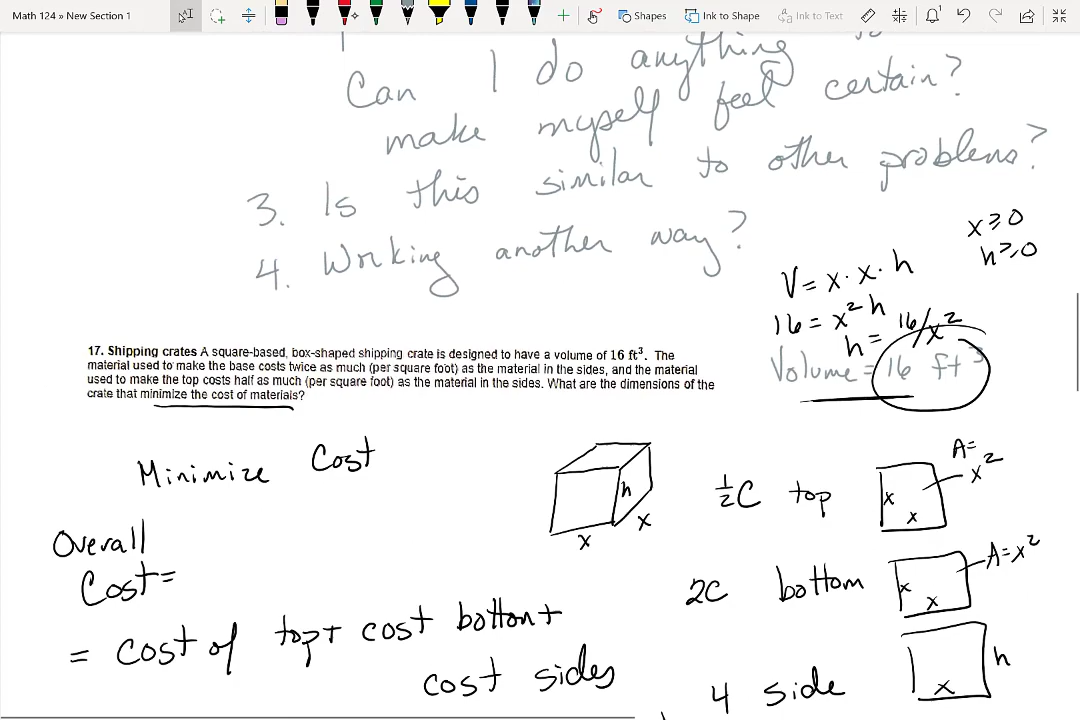 Math 124 » New Section 1
Shapes
Ink to Shape
Ink to Text
Can I do anything to
make myself feel certain?
3. Is this similar to other problems?
4. Working another way?
x ≥ 0
h ≥ 0
V = x · x · h
16 = x² h
h = 16/x²
Volume = 16 ft³
17. Shipping crates A square-based, box-shaped shipping crate is designed to have a volume of 16 ft³. The
material used to make the base costs twice as much (per square foot) as the material in the sides, and the material
used to make the top costs half as much (per square foot) as the material in the sides. What are the dimensions of the
crate that minimize the cost of materials?
Minimize Cost
h
x
x
½C top
x
x
A=
x²
Overall
Cost=
2C bottom
x
x
A=x²
= cost of top+ cost bottom+
cost sides
4 side
x
h